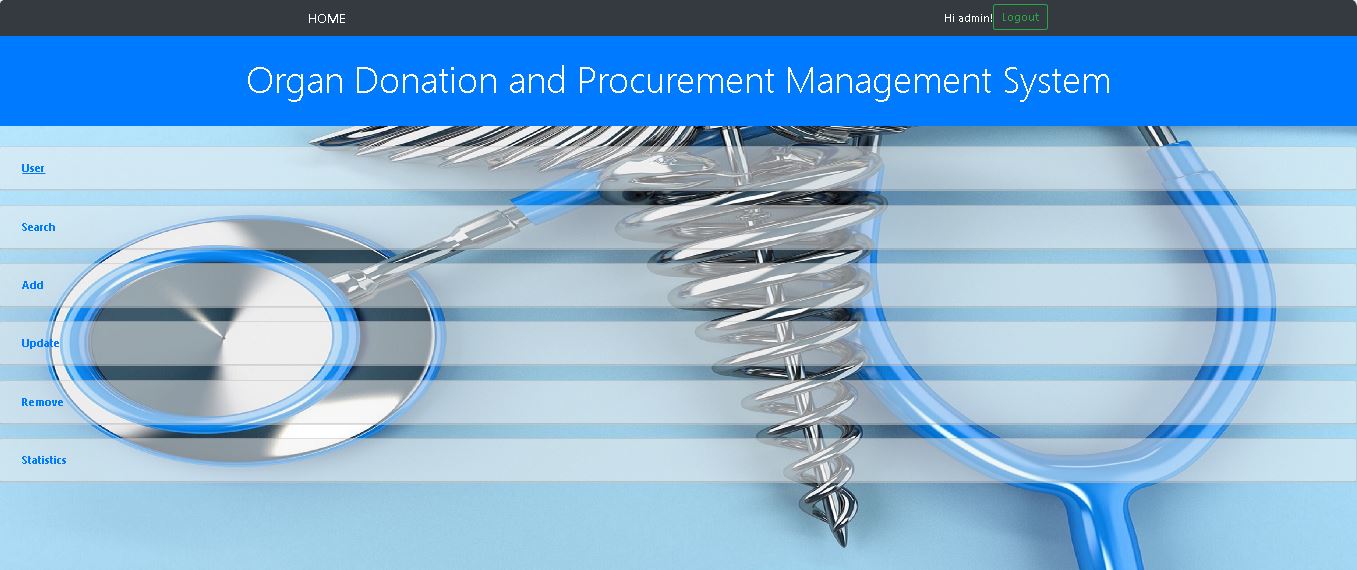 HOME
Hi admin! Logout
Organ Donation and Procurement Management System
User
Search
Add
Update
Remove
Statistics